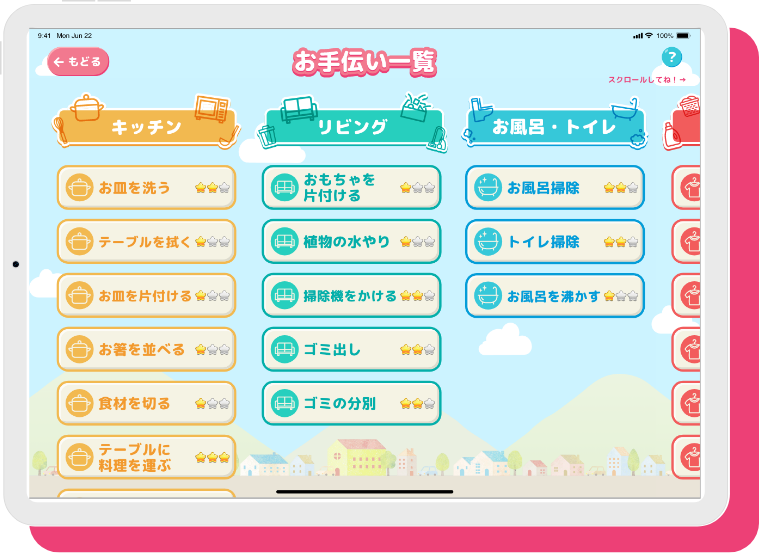 9:41 Mon Jun 22
100%
← もどる
お手伝い一覧
?
スクロールしてね！→
キッチン
お皿を洗う
テーブルを拭く
お皿を片付ける
お箸を並べる
食材を切る
テーブルに
料理を運ぶ
リビング
おもちゃを
片付ける
植物の水やり
掃除機をかける
ゴミ出し
ゴミの分別
お風呂・トイレ
お風呂掃除
トイレ掃除
お風呂を沸かす